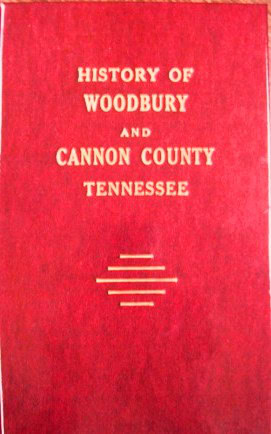 HISTORY OF
WOODBURY
AND
CANNON COUNTY
TENNESSEE